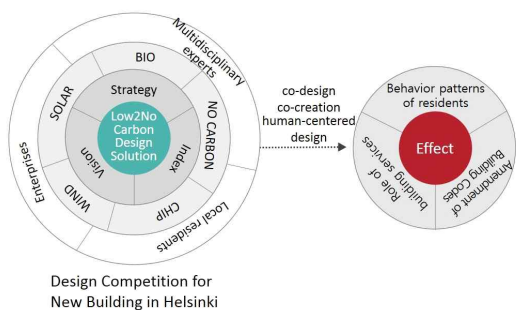 Multidisciplinary
experts
BIO
SOLAR
NO CARBON
Strategy
Low2No
Carbon
Design
Solution
Vision
Index
Enterprises
WIND
CHIP
Local residents
co-design
co-creation
human-centered
design
Behavior patterns
of residents
Effect
Role of
building services
Amendment of
Building Codes
Design Competition for
New Building in Helsinki